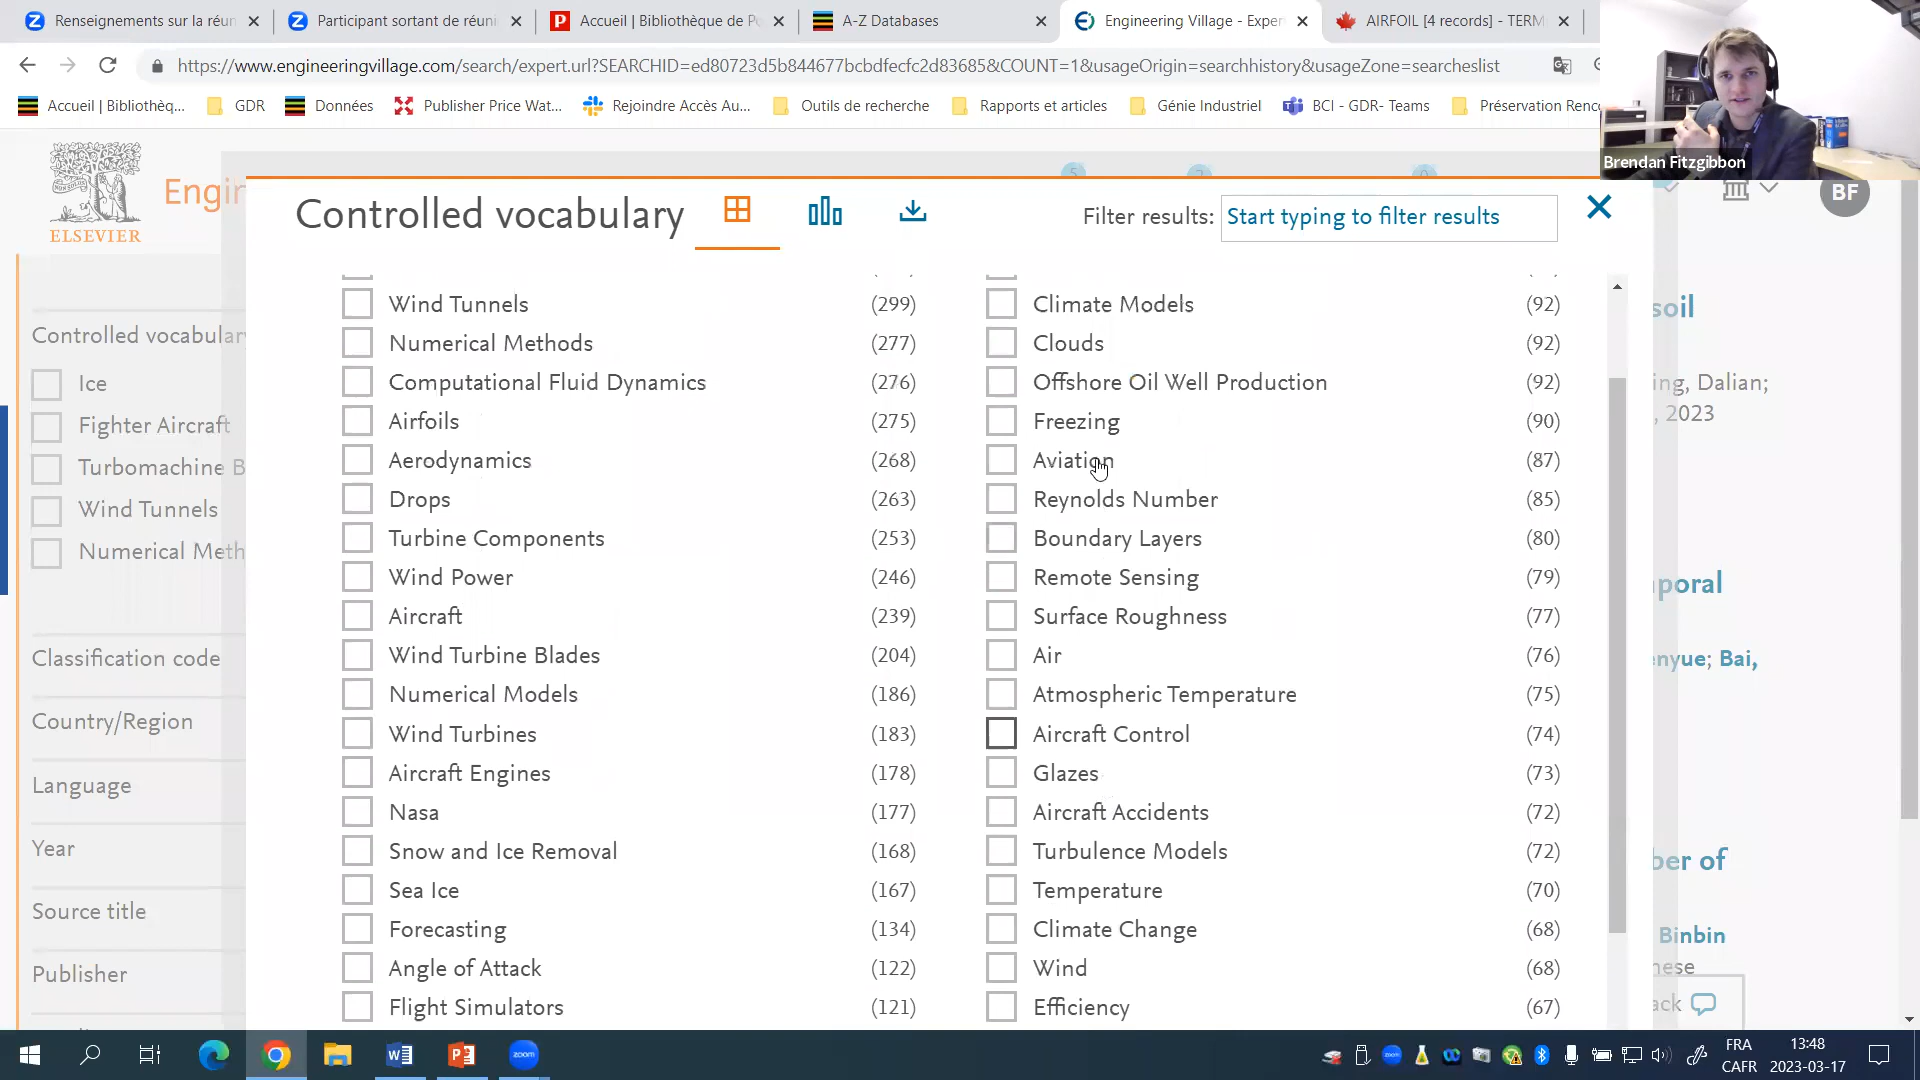 Renseignements sur la réun
Participant sortant de réuni
Accueil | Bibliothèque de Po
A-Z Databases
Engineering Village - Exper
AIRFOIL [4 records] - TERM
https://www.engineeringvillage.com/search/expert.url?SEARCHID=ed80723d5b844677bcbdfecfc2d83685&COUNT=1&usageOrigin=searchhistory&usageZone=searcheslist
Accueil | Bibliothèq...
GDR
Données
Publisher Price Wat...
Rejoindre Accès Au...
Outils de recherche
Rapports et articles
Génie Industriel
BCI - GDR- Teams
Préservation Renc
Brendan Fitzgibbon
ELSEVIER
Engi
BF
Controlled vocabulary
Filter results:
Start typing to filter results
Controlled vocabulary
Ice
Fighter Aircraft
Turbomachine B
Wind Tunnels
Numerical Meth
Classification code
Country/Region
Language
Year
Source title
Publisher
Wind Tunnels (299)
Numerical Methods (277)
Computational Fluid Dynamics (276)
Airfoils (275)
Aerodynamics (268)
Drops (263)
Turbine Components (253)
Wind Power (246)
Aircraft (239)
Wind Turbine Blades (204)
Numerical Models (186)
Wind Turbines (183)
Aircraft Engines (178)
Nasa (177)
Snow and Ice Removal (168)
Sea Ice (167)
Forecasting (134)
Angle of Attack (122)
Flight Simulators (121)
Climate Models (92)
Clouds (92)
Offshore Oil Well Production (92)
Freezing (90)
Aviation (87)
Reynolds Number (85)
Boundary Layers (80)
Remote Sensing (79)
Surface Roughness (77)
Air (76)
Atmospheric Temperature (75)
Aircraft Control (74)
Glazes (73)
Aircraft Accidents (72)
Turbulence Models (72)
Temperature (70)
Climate Change (68)
Wind (68)
Efficiency (67)
soil
ing, Dalian;
, 2023
poral
enyue; Bai,
ber of
Binbin
nese
ack
zoom
FRA
CAFR
13:48
2023-03-17